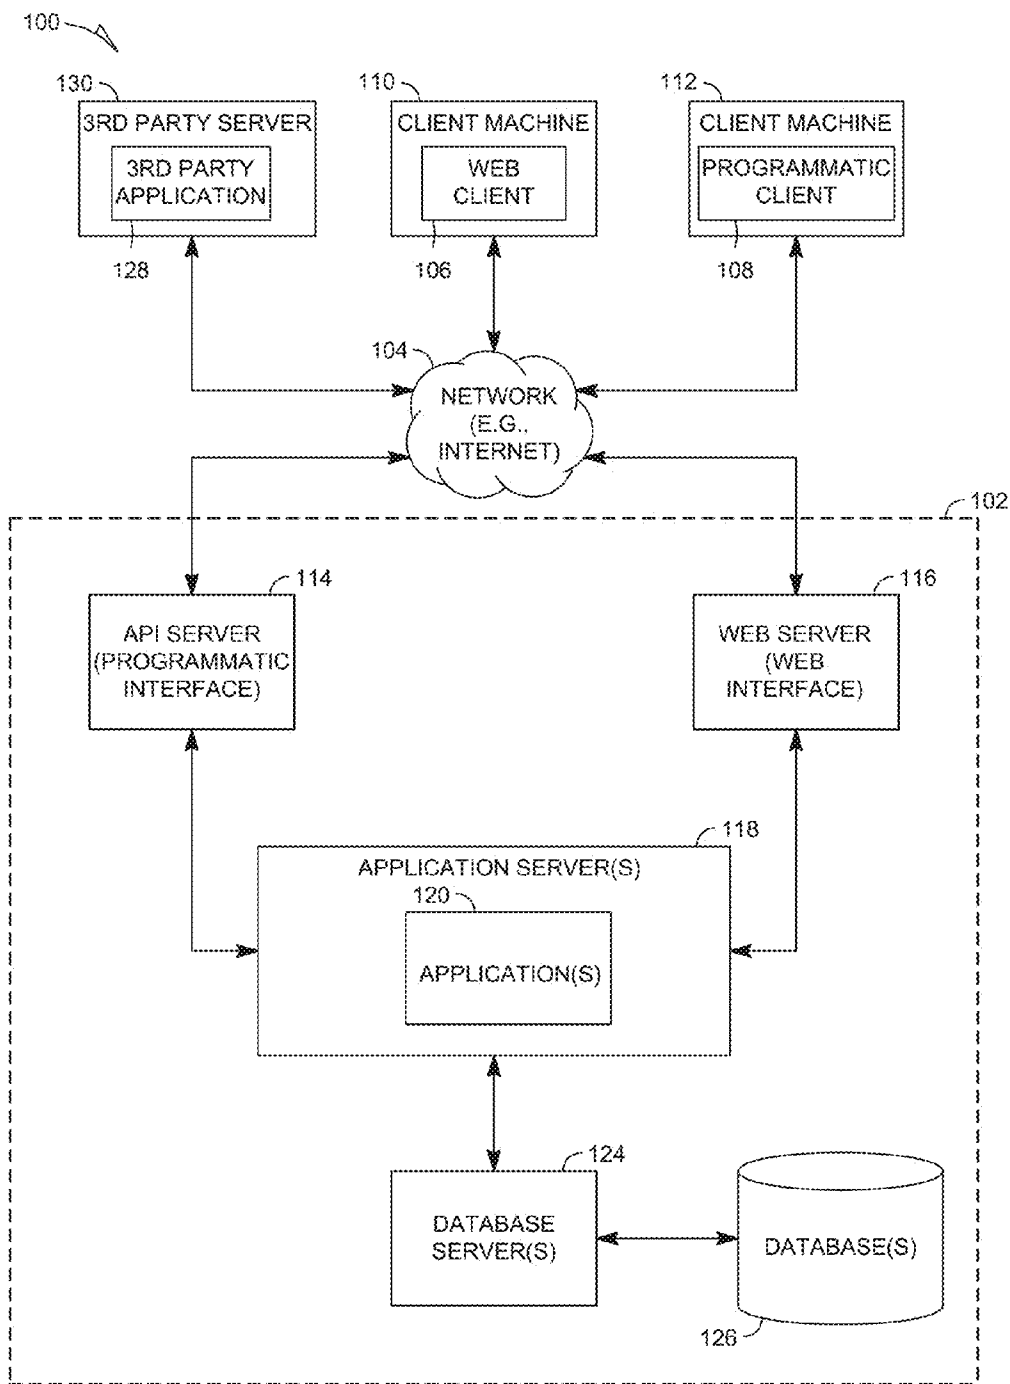 100
130
110
112
3RD PARTY SERVER
CLIENT MACHINE
CLIENT MACHINE
3RD PARTY
APPLICATION
WEB
CLIENT
PROGRAMMATIC
CLIENT
128
106
108
104
NETWORK
(E.G.,
INTERNET)
102
114
116
API SERVER
(PROGRAMMATIC
INTERFACE)
WEB SERVER
(WEB
INTERFACE)
118
APPLICATION SERVER(S)
120
APPLICATION(S)
124
DATABASE
SERVER(S)
DATABASE(S)
126